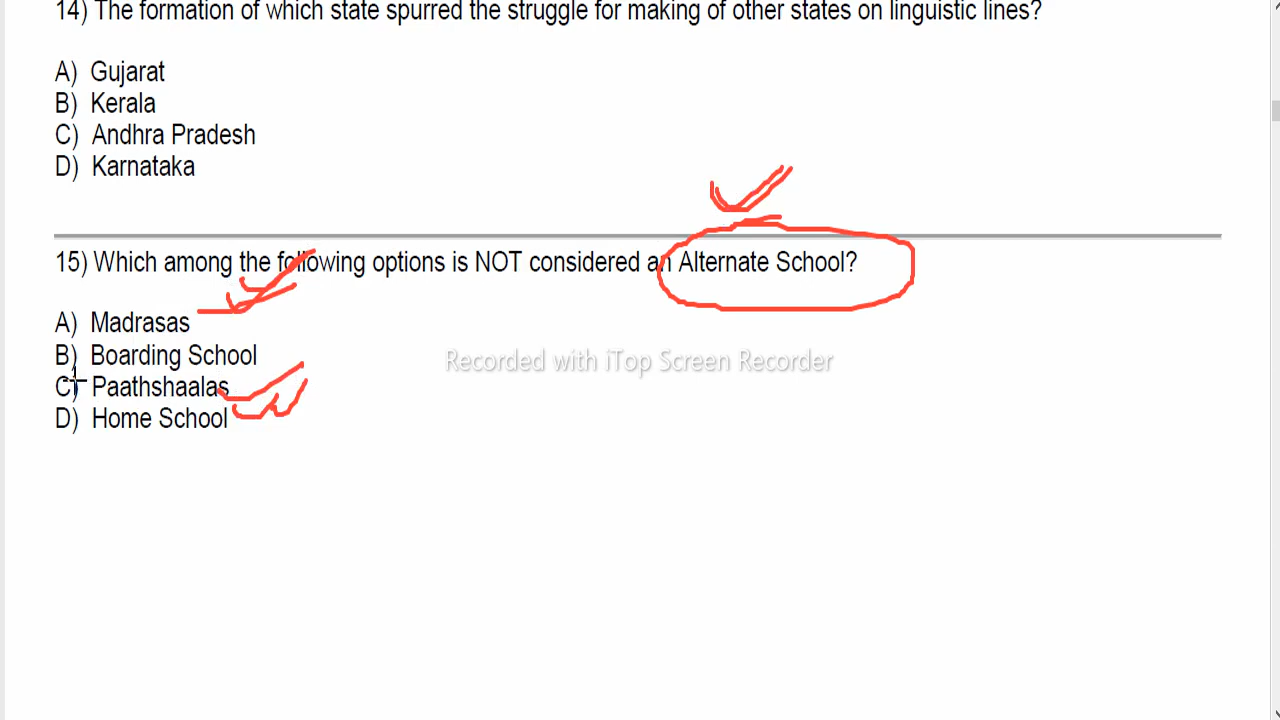 14) The formation of which state spurred the struggle for making of other states on linguistic lines?
A) Gujarat
B) Kerala
C) Andhra Pradesh
D) Karnataka
15) Which among the following options is NOT considered an Alternate School?
A) Madrasas
B) Boarding School
Recorded with iTop Screen Recorder
C) Paathshaalas
D) Home School